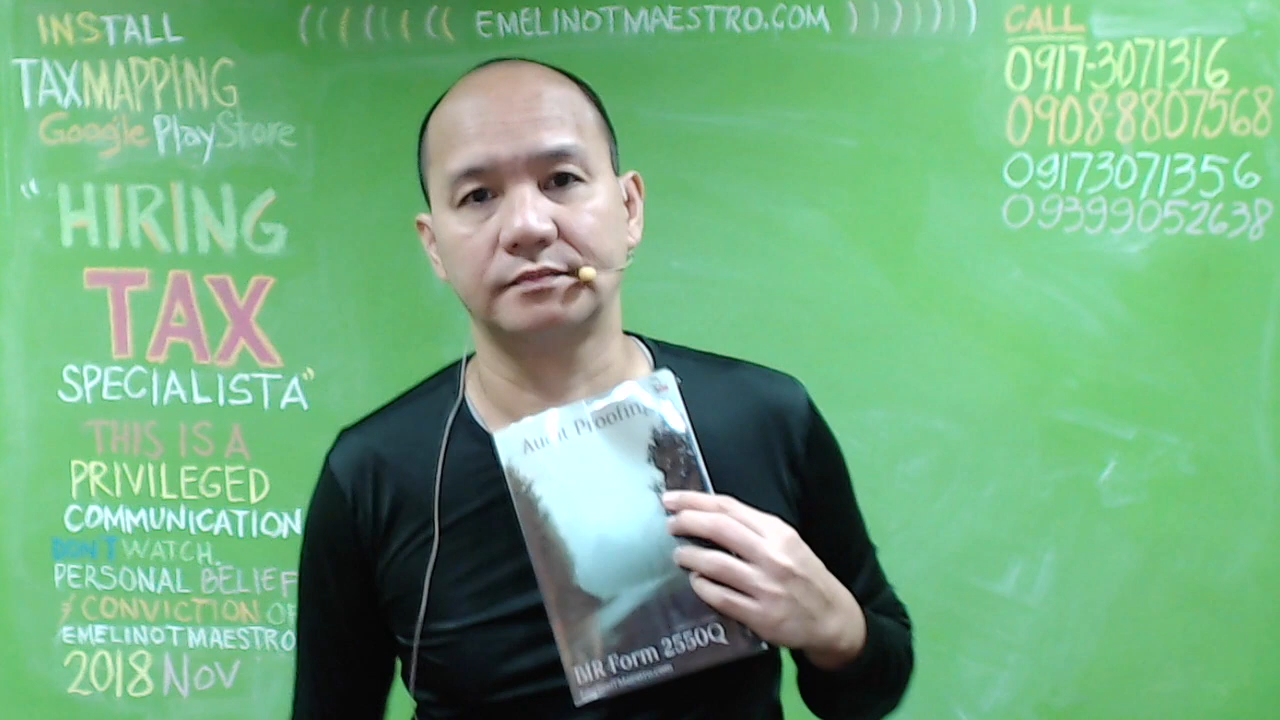 INSTALL
TAXMAPPING
Google PlayStore
"HIRING
TAX
SPECIALISTA"
THIS IS A
PRIVILEGED
COMMUNICATION
DON'T WATCH.
PERSONAL BELIEF
& CONVICTION OF
EMELINOTMAESTRO
2018 NOV
(((((( EMELINOTMAESTRO.COM ))))))))
CALL
0917-3071316
0908-8807568
09173071356
09399052638
Audit Proofing
BIR Form 2550Q